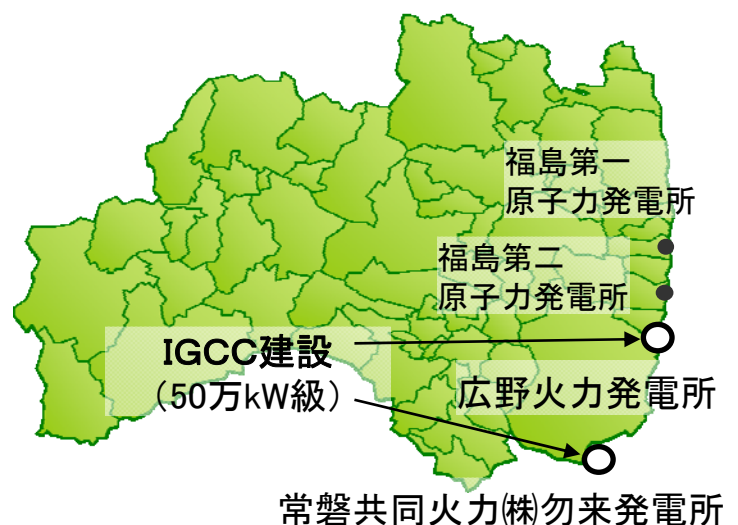 福島第一
原子力発電所
福島第二
原子力発電所
IGCC建設
（50万kW級）
広野火力発電所
常磐共同火力㈱勿来発電所